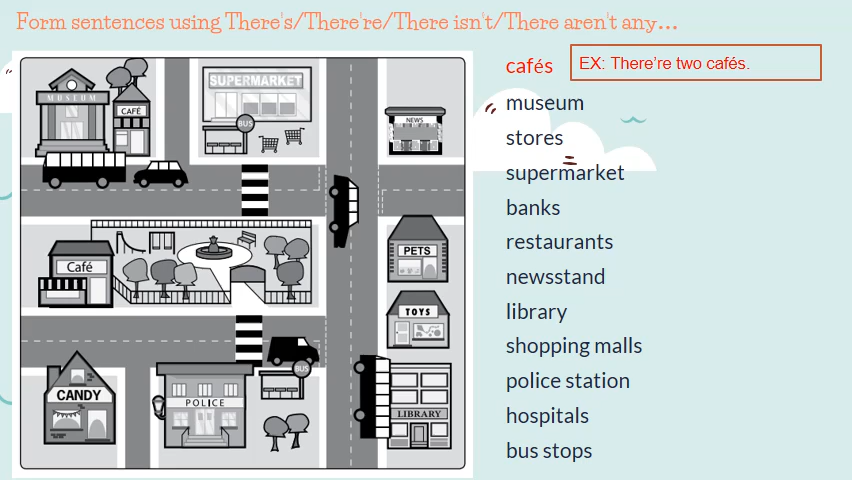 Form sentences using There's/There're/There isn't/There aren't any...
cafés
EX: There're two cafés.
museum
stores
supermarket
banks
restaurants
newsstand
library
shopping malls
police station
hospitals
bus stops
MUSEUM
CAFÉ
SUPERMARKET
BUS
NEWS
PETS
Café
TOYS
CANDY
POLICE
BUS
LIBRARY